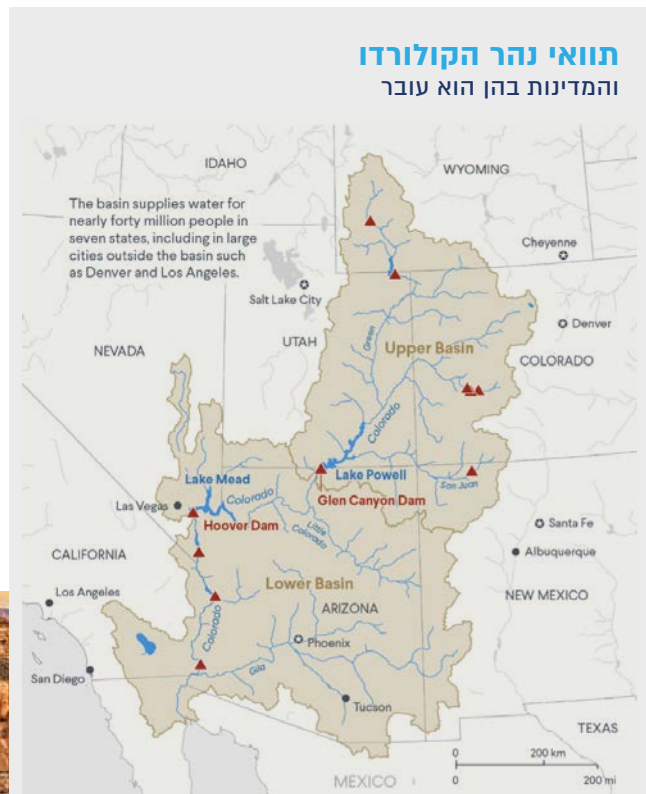 תוואי נהר הקולורדו
והמדינות בהן הוא עובר
IDAHO
WYOMING
The basin supplies water for
nearly forty million people in
seven states, including in large
cities outside the basin such
as Denver and Los Angeles.
Cheyenne
Salt Lake City
Denver
UTAH
Green
Upper Basin
NEVADA
COLORADO
Colorado
Lake Mead
Lake Powell
San Juan
Colorado
Las Vegas
Glen Canyon Dam
Hoover Dam
Little
Colorado
Santa Fe
CALIFORNIA
Albuquerque
Lower Basin
Los Angeles
NEW MEXICO
ARIZONA
Colorado
Phoenix
Gila
San Diego
Tucson
TEXAS
0 200 km
MEXICO
0 200 mi